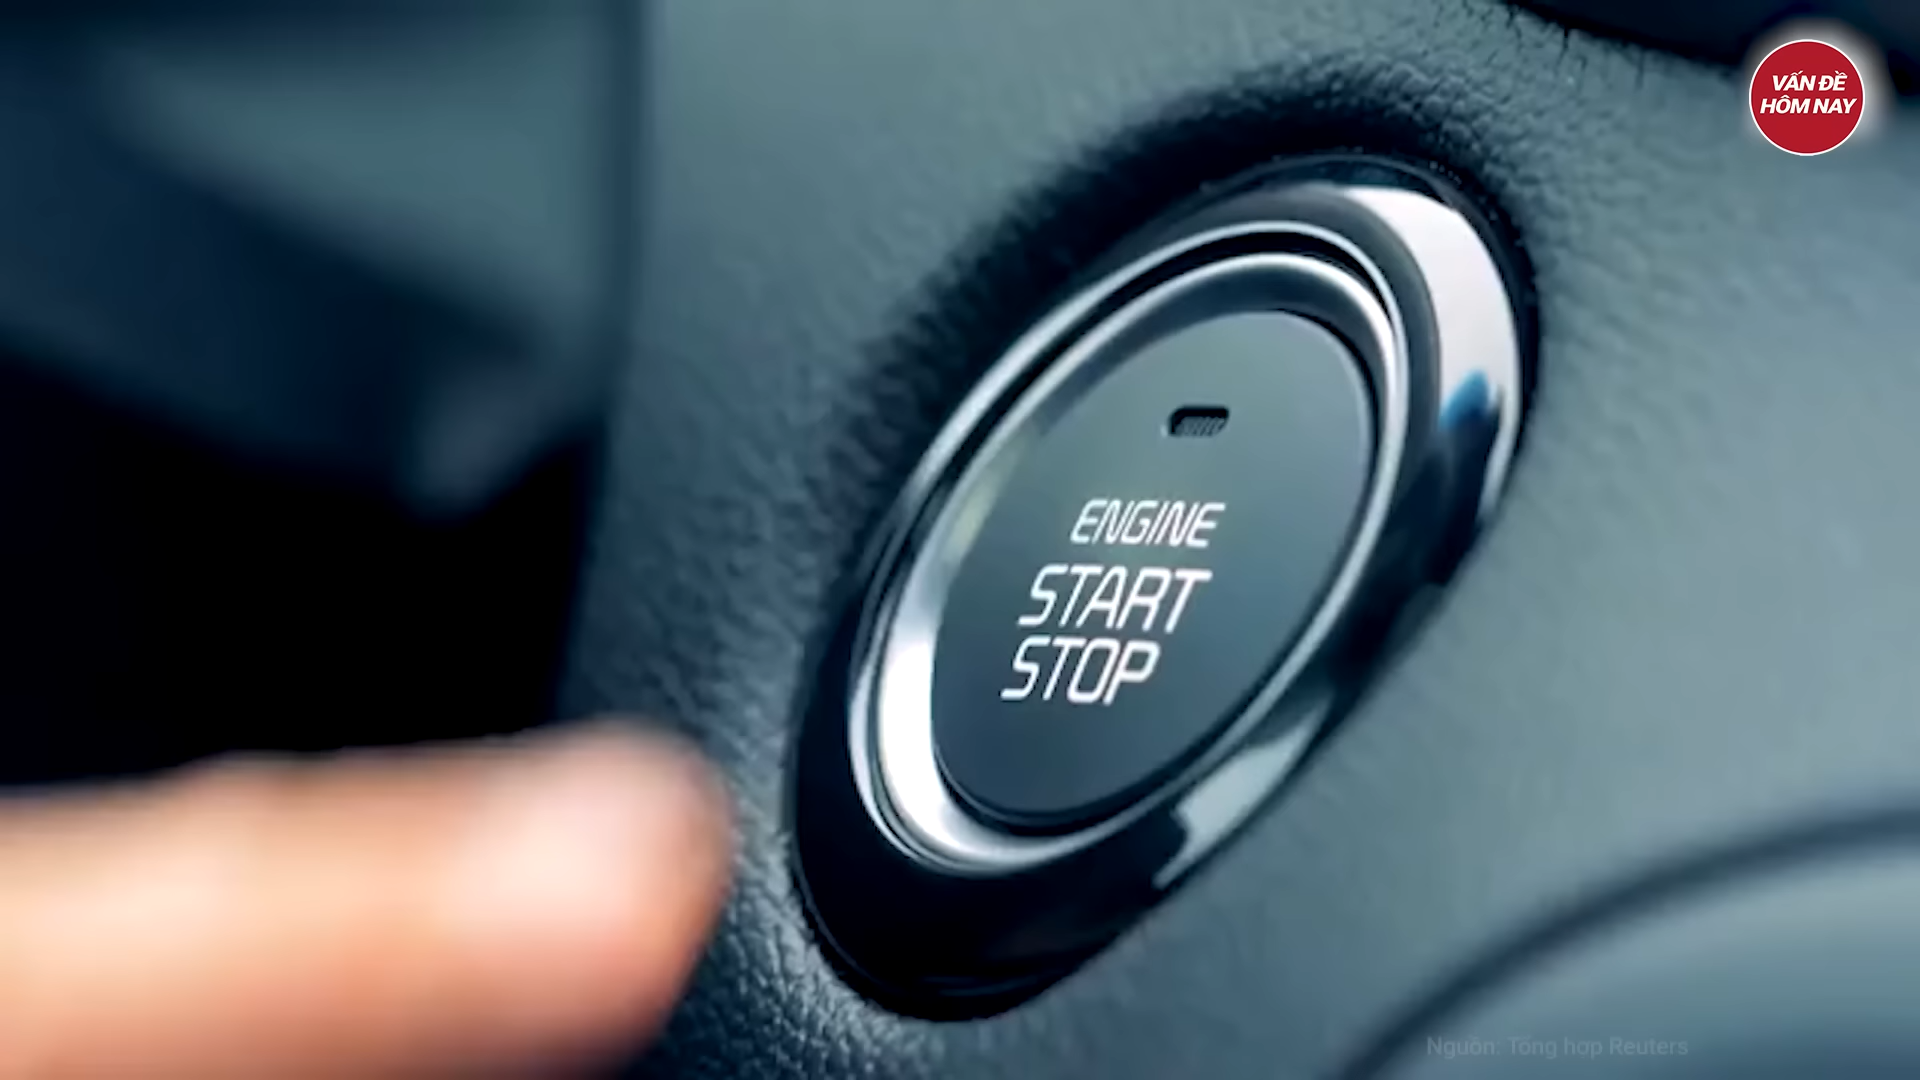 VẤN ĐỀ
HÔM NAY
ENGINE
START
STOP
Nguồn: Tổng hợp Reuters